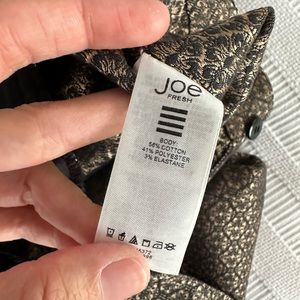 Joe
FRESH
BODY:
56% COTTON
41% POLYESTER
3% ELASTANE